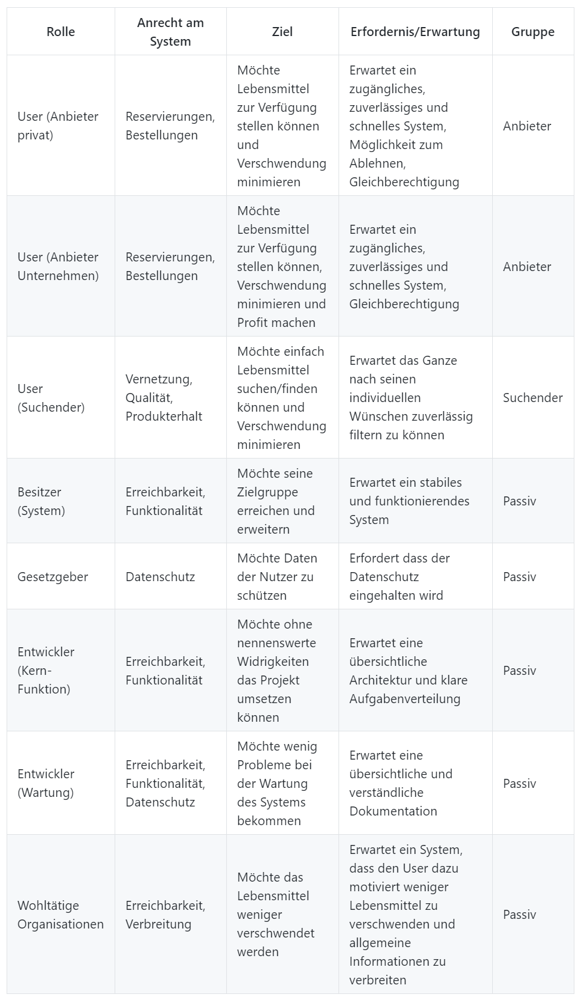 Rolle
Anrecht am
System
Ziel
Erfordernis/Erwartung
Gruppe
User (Anbieter
privat)
Reservierungen,
Bestellungen
Möchte
Lebensmittel
zur Verfügung
stellen können
und
Verschwendung
minimieren
Erwartet ein
zugängliches,
zuverlässiges und
schnelles System,
Möglichkeit zum
Ablehnen,
Gleichberechtigung
Anbieter
User (Anbieter
Unternehmen)
Reservierungen,
Bestellungen
Möchte
Lebensmittel
zur Verfügung
stellen können,
Verschwendung
minimieren und
Profit machen
Erwartet ein
zugängliches,
zuverlässiges und
schnelles System,
Gleichberechtigung
Anbieter
User
(Suchender)
Vernetzung,
Qualität,
Produkterhalt
Möchte einfach
Lebensmittel
suchen/finden
können und
Verschwendung
minimieren
Erwartet das Ganze
nach seinen
individuellen
Wünschen zuverlässig
filtern zu können
Suchender
Besitzer
(System)
Erreichbarkeit,
Funktionalität
Möchte seine
Zielgruppe
erreichen und
erweitern
Erwartet ein stabiles
und funktionierendes
System
Passiv
Gesetzgeber
Datenschutz
Möchte Daten
der Nutzer zu
schützen
Erfordert dass der
Datenschutz
eingehalten wird
Passiv
Entwickler
(Kern-
Funktion)
Erreichbarkeit,
Funktionalität
Möchte ohne
nennenswerte
Widrigkeiten
das Projekt
umsetzen
können
Erwartet eine
übersichtliche
Architektur und klare
Aufgabenverteilung
Passiv
Entwickler
(Wartung)
Erreichbarkeit,
Funktionalität,
Datenschutz
Möchte wenig
Probleme bei
der Wartung
des Systems
bekommen
Erwartet eine
übersichtliche und
verständliche
Dokumentation
Passiv
Wohltätige
Organisationen
Erreichbarkeit,
Verbreitung
Möchte das
Lebensmittel
weniger
verschwendet
werden
Erwartet ein System,
dass den User dazu
motiviert weniger
Lebensmittel zu
verschwenden und
allgemeine
Informationen zu
verbreiten
Passiv